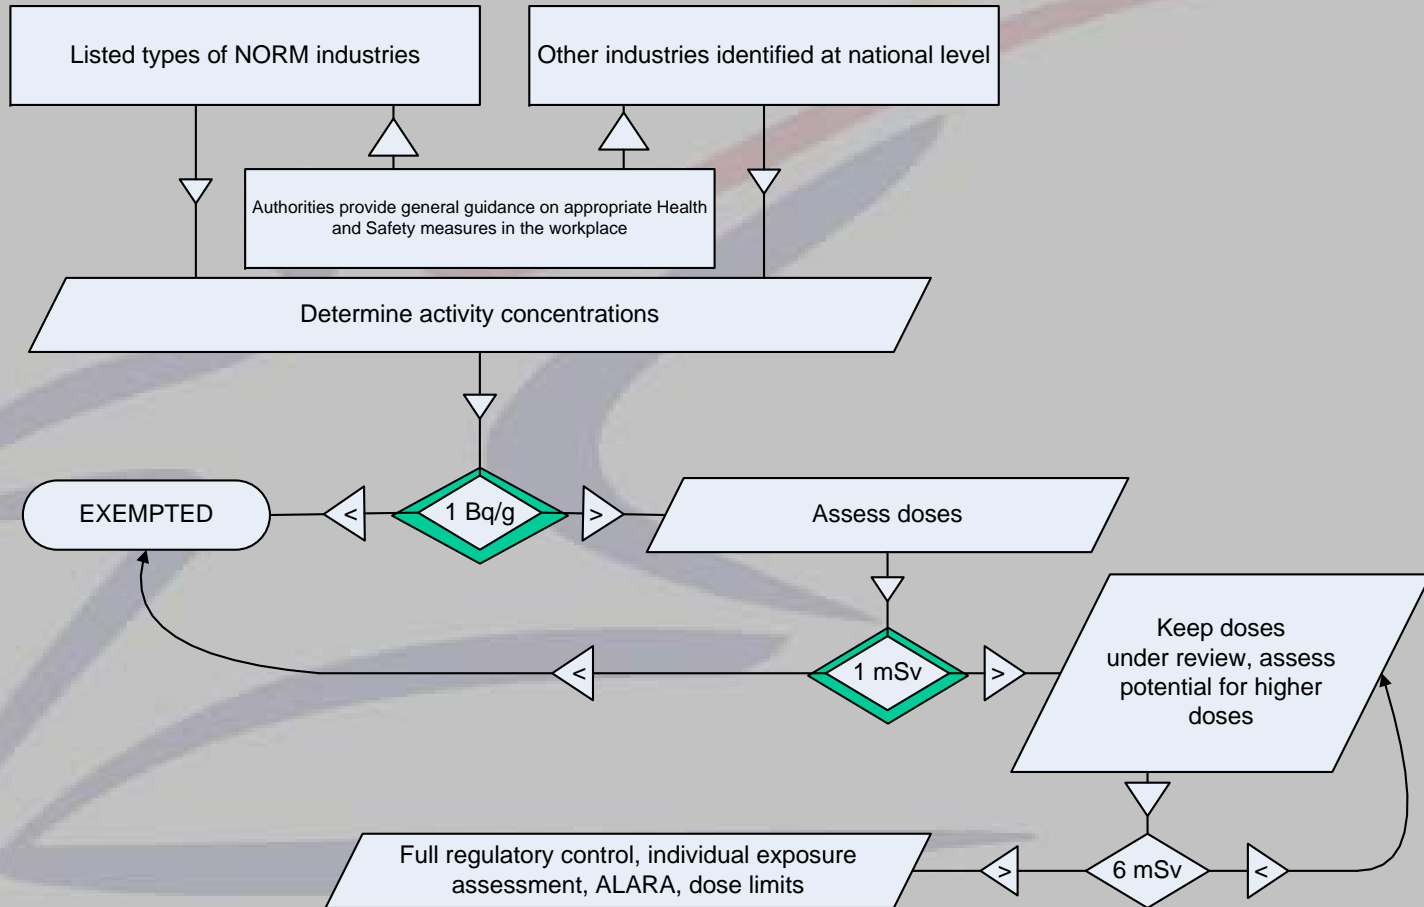 Listed types of NORM industries
Other industries identified at national level
Authorities provide general guidance on appropriate Health
and Safety measures in the workplace
Determine activity concentrations
EXEMPTED
<
1 Bq/g
>
Assess doses
<
1 mSv
>
Keep doses
under review, assess
potential for higher
doses
Full regulatory control, individual exposure
assessment, ALARA, dose limits
>
6 mSv
<